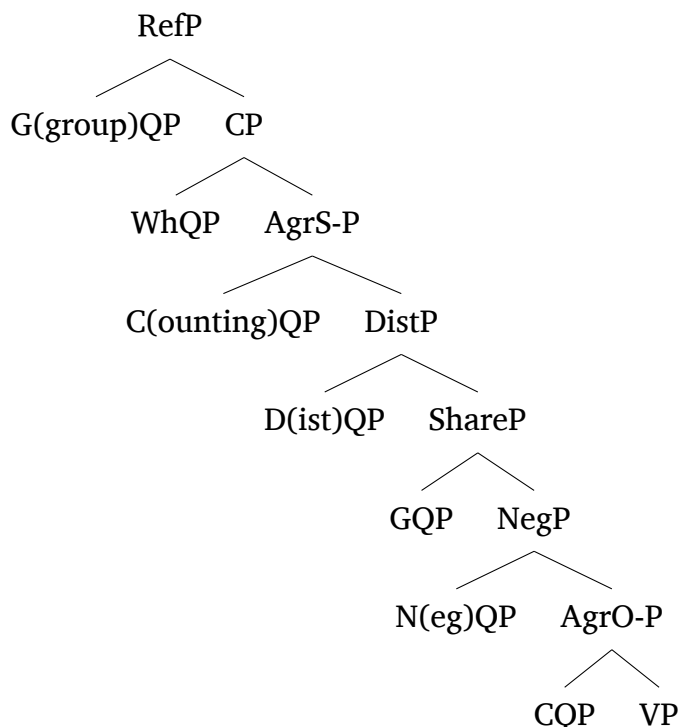 RefP
G(group)QP CP
WhQP AgrS-P
C(ounting)QP DistP
D(ist)QP ShareP
GQP NegP
N(eg)QP AgrO-P
CQP VP